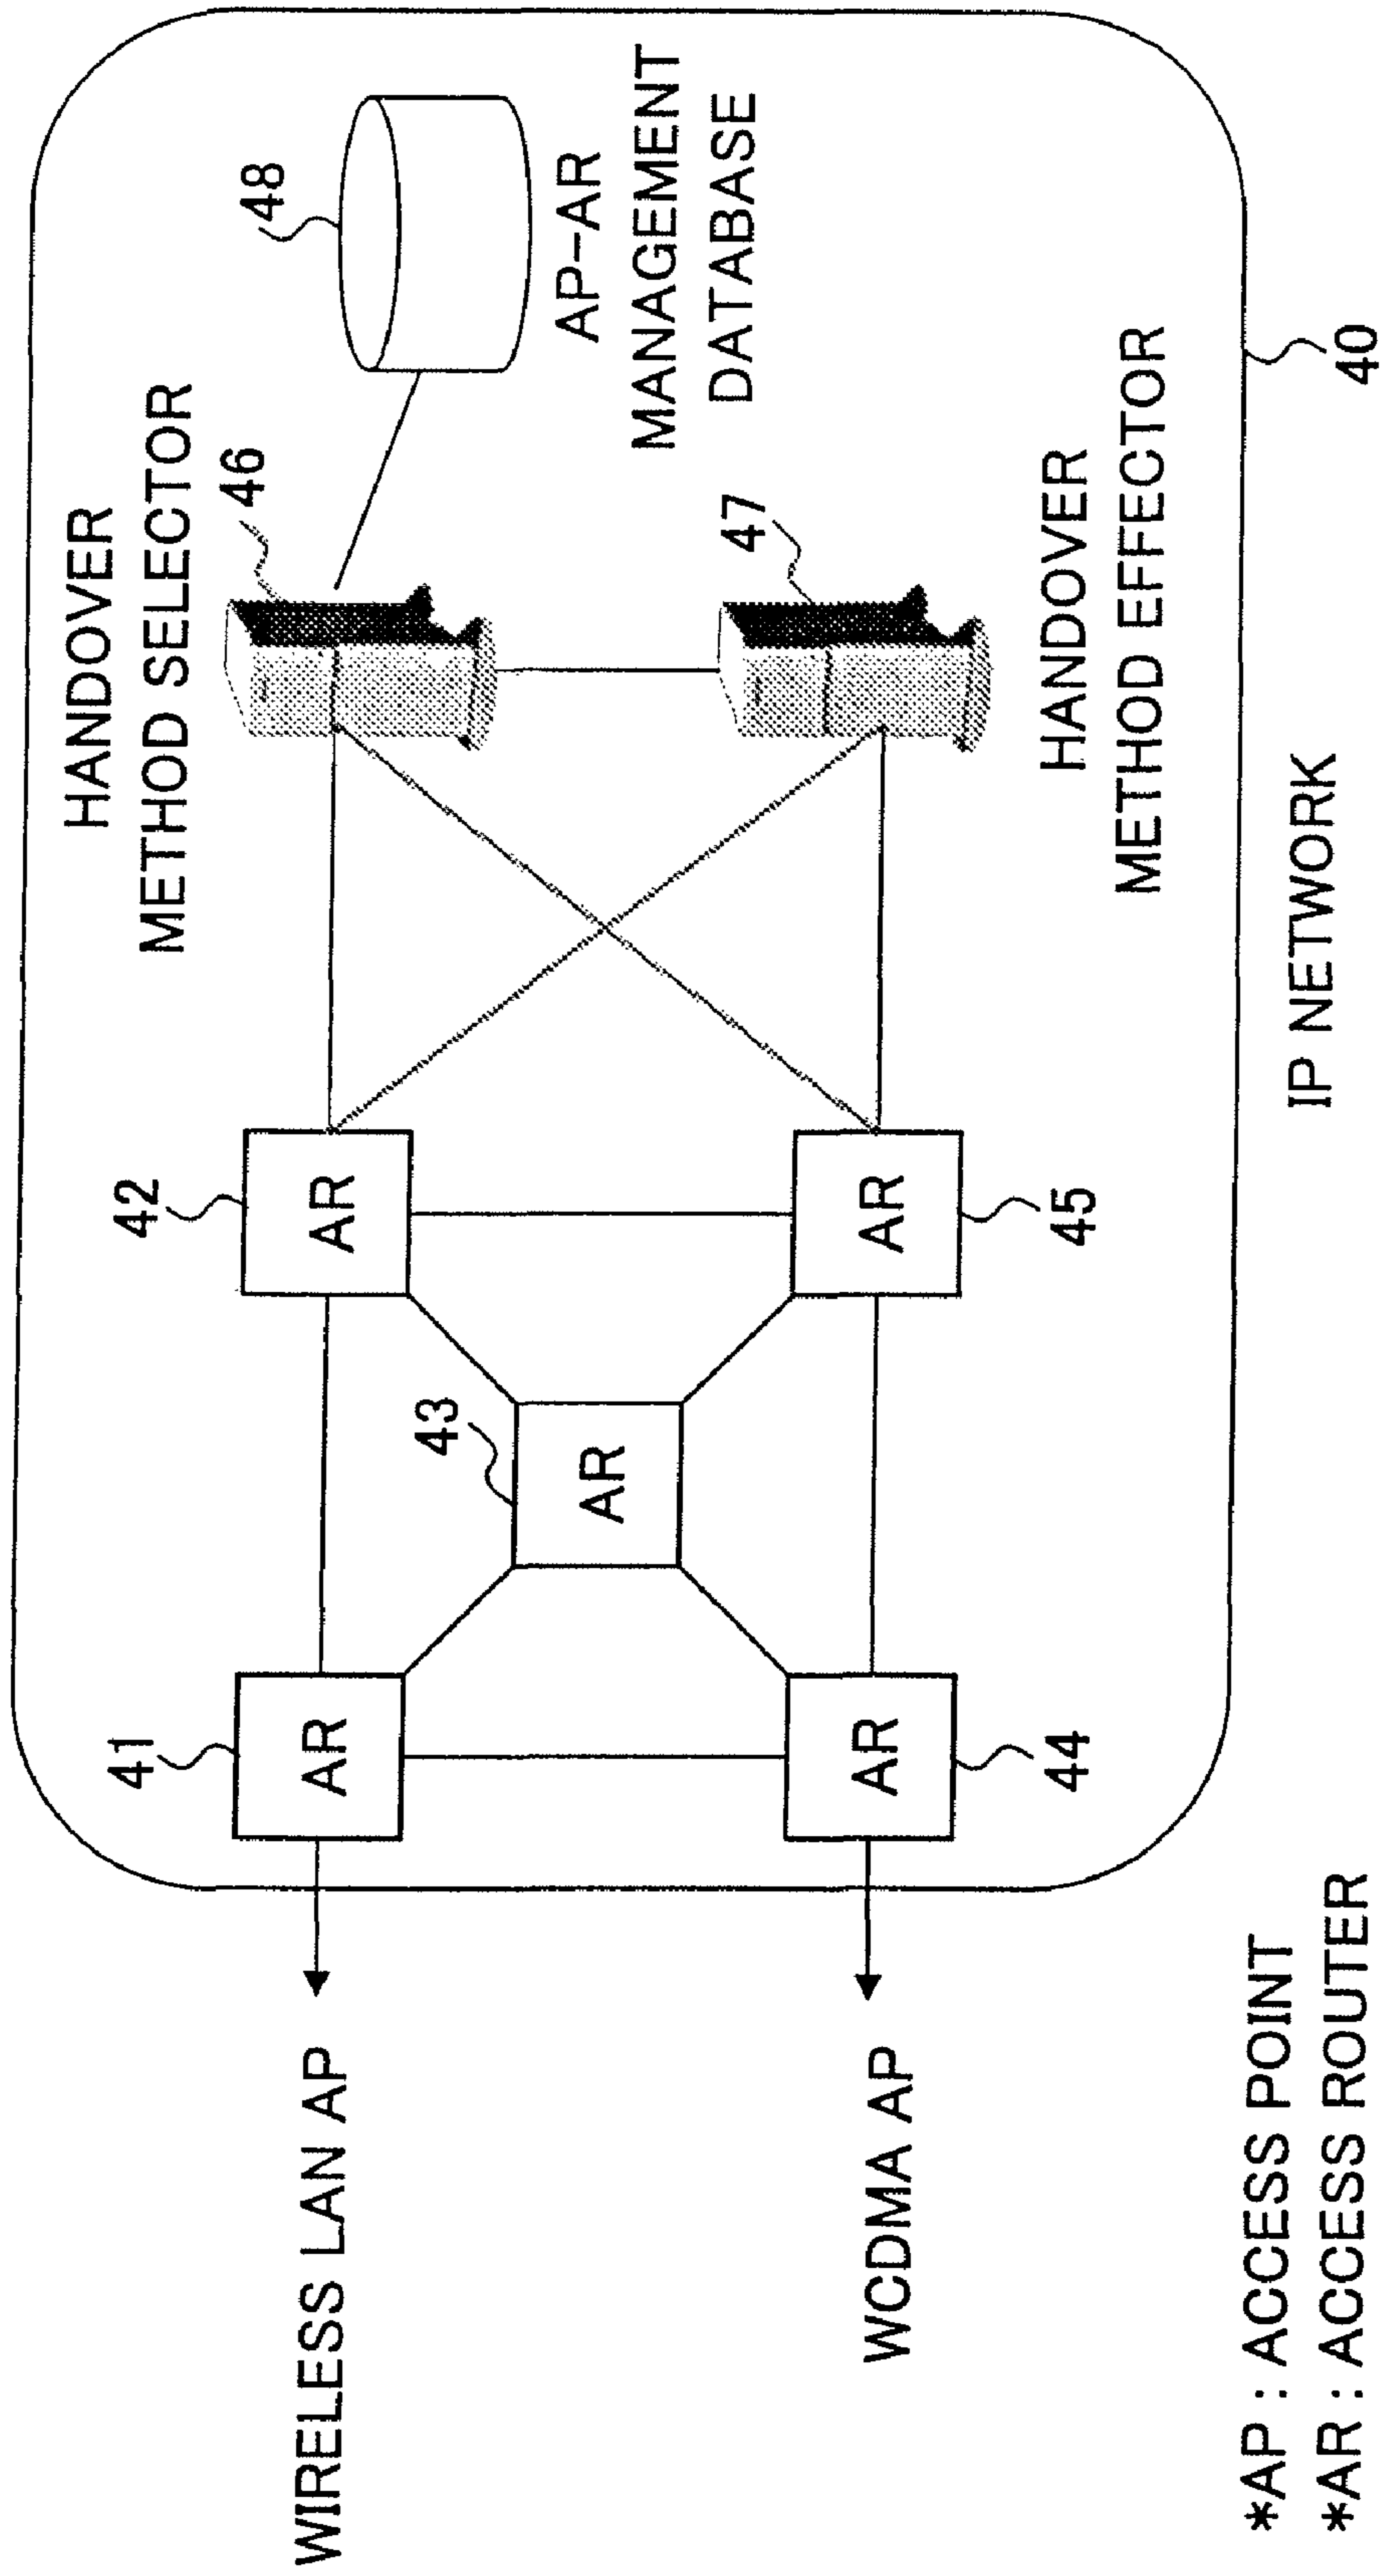 HANDOVER
METHOD SELECTOR
46
48
AP-AR
MANAGEMENT
DATABASE
41
42
AR
AR
43
AR
WIRELESS LAN AP
47
44
45
AR
AR
WCDMA AP
HANDOVER
METHOD EFFECTOR
40
IP NETWORK
*AP : ACCESS POINT
*AR : ACCESS ROUTER